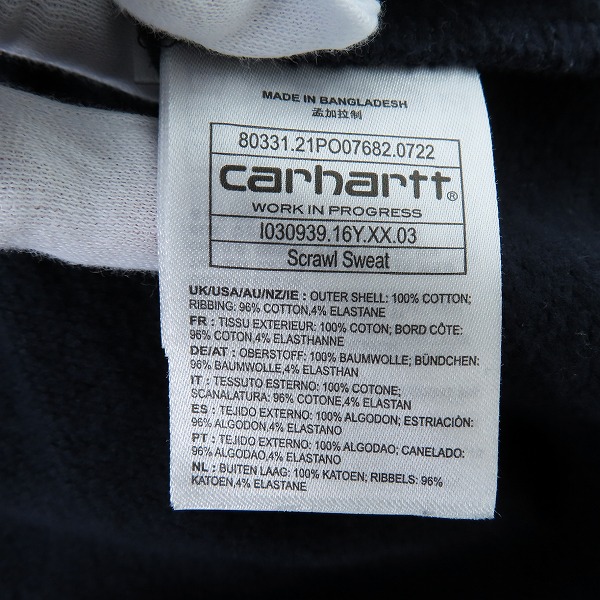 MADE IN BANGLADESH
孟加拉制
80331.21PO07682.0722
carhartt®
WORK IN PROGRESS
I030939.16Y.XX.03
Scrawl Sweat
UK/USA/AU/NZ/IE : OUTER SHELL: 100% COTTON;
RIBBING: 96% COTTON,4% ELASTANE
FR : TISSU EXTERIEUR: 100% COTON; BORD CÔTE:
96% COTON,4% ELASTHANNE
DE/AT : OBERSTOFF: 100% BAUMWOLLE; BÜNDCHEN:
96% BAUMWOLLE,4% ELASTHAN
IT : TESSUTO ESTERNO: 100% COTONE;
SCANALATURA: 96% COTONE,4% ELASTAN
ES : TEJIDO EXTERNO: 100% ALGODON; ESTRIACIÓN:
96% ALGODON,4% ELASTANO
PT : TEJIDO EXTERNO: 100% ALGODAO; CANELADO:
96% ALGODAO,4% ELASTANO
NL : BUITEN LAAG: 100% KATOEN; RIBBELS: 96%
KATOEN,4% ELASTANE